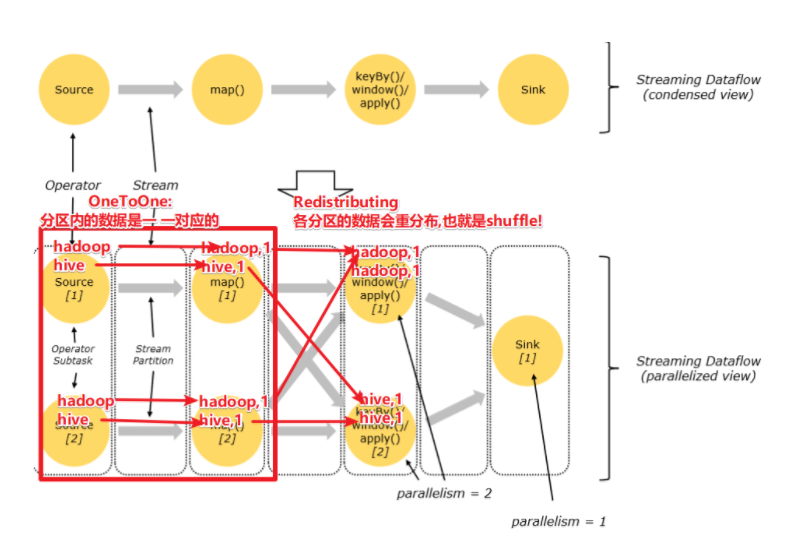 Source
map()
keyBy()/
window()/
apply()
Sink
Streaming Dataflow
(condensed view)
Operator
Stream
OneToOne:
分区内的数据是一 一对应的
Redistributing
各分区的数据会重分布,也就是shuffle!
hadoop
hive
Source
[1]
hadoop,1
hive,1
map()
[1]
hadoop,1
hadoop,1
window()/
apply()
[1]
Operator
Subtask
Stream
Partition
Sink
[1]
Streaming Dataflow
(parallelized view)
hadoop
hive
Source
[2]
hadoop,1
hive,1
map()
[2]
hive,1
keyBy()/
hive,1
apply()
[2]
parallelism = 2
parallelism = 1